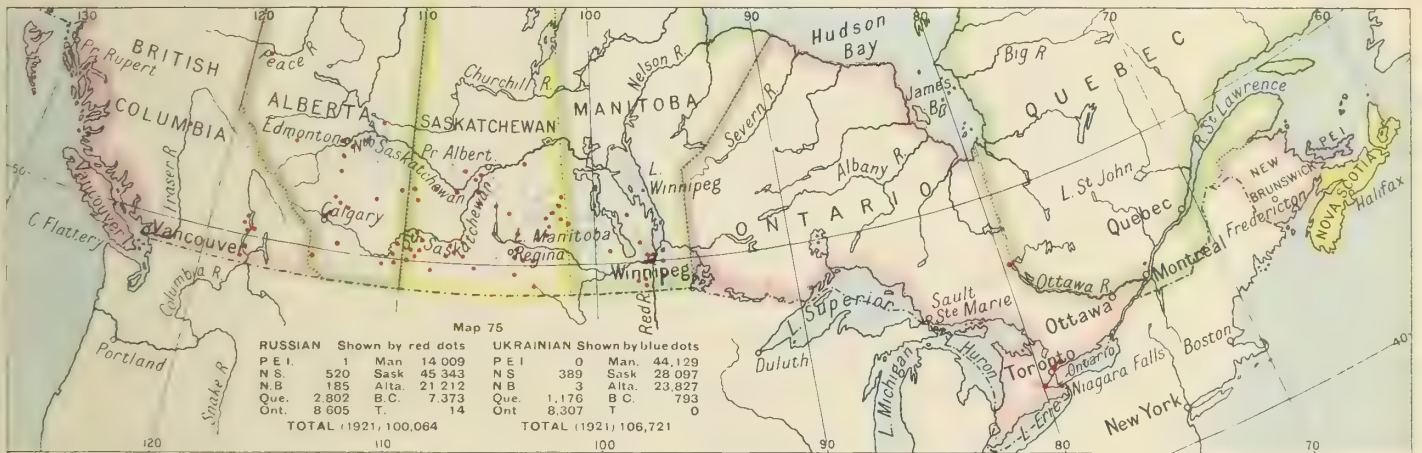 130 120 110 100 90 80 70 60
Pr. Rupert
BRITISH
COLUMBIA
Peace R
ALBERTA
Edmonton
Nth Saskatchewan
Churchill R.
SASKATCHEWAN
Pr Albert
MANITOBA
Nelson R
Hudson
Bay
Severn R.
James
B.
Big R
QUEBEC
R. St Lawrence
P E I
NEW
BRUNSWICK
NOVA SCOTIA
Halifax
Fredericton
50
Vancouver I
C. Flattery
Vancouver
Fraser R
Columbia R
Calgary
Sth Saskatchewan
Regina
L. Manitoba
L.
Winnipeg
Winnipeg
Red R
Albany R.
ONTARIO
L. St John
Quebec
Montreal
Ottawa R.
Ottawa
Sault
Ste Marie
L. Superior
Duluth
L. Michigan
L. Huron
Toronto
L. Ontario
Niagara Falls
L. Erie
Boston
New York
40
Portland
Snake R
Map 75
RUSSIAN Shown by red dots UKRAINIAN Shown by blue dots
P E I. 1 Man 14 009 P E I 0 Man. 44,129
N S. 520 Sask 45 343 N S 389 Sask 28 097
N.B 185 Alta. 21 212 N B 3 Alta. 23,827
Que. 2.802 B.C. 7.373 Que. 1,176 B C. 793
Ont. 8 605 T. 14 Ont 8,307 T 0
TOTAL (1921) 100,064 TOTAL (1921) 106,721
120 110 100 90 80 70